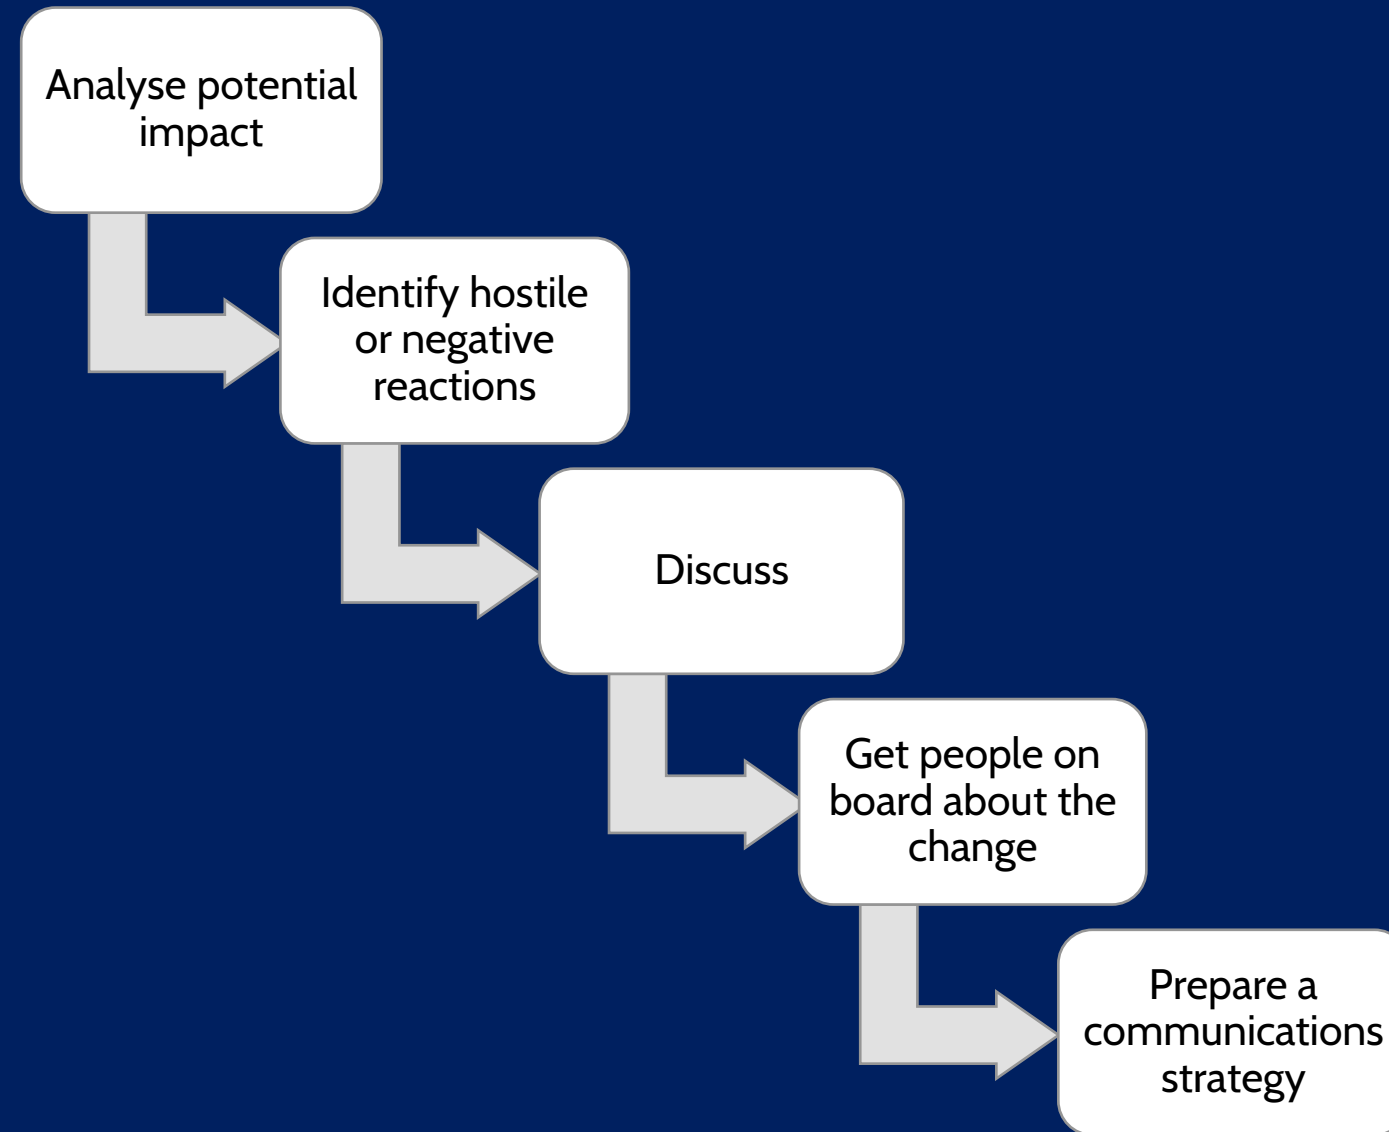 Analyse potential
impact
Identify hostile
or negative
reactions
Discuss
Get people on
board about the
change
Prepare a
communications
strategy